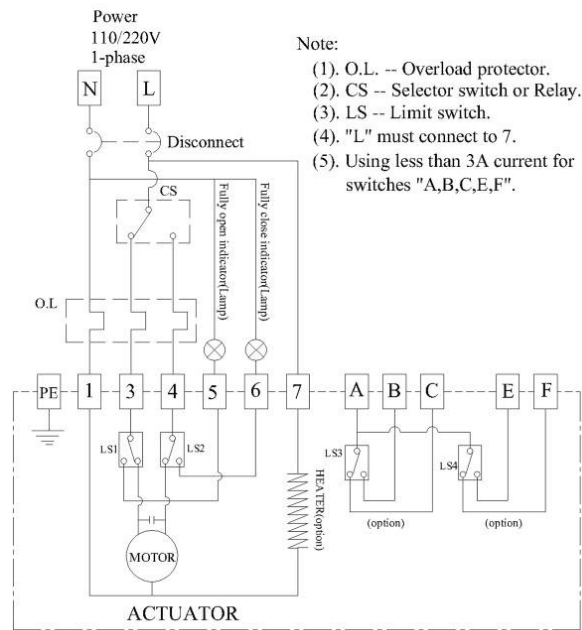 Power
110/220V
1-phase
N
L
Disconnect
CS
Fully open indicator(Lamp)
Fully close indicator(Lamp)
O.L
Note:
(1). O.L. -- Overload protector.
(2). CS -- Selector switch or Relay.
(3). LS -- Limit switch.
(4). "L" must connect to 7.
(5). Using less than 3A current for
switches "A,B,C,E,F".
PE
1
3
4
5
6
7
A
B
C
E
F
LS1
LS2
LS3
LS4
HEATER(option)
(option)
(option)
MOTOR
ACTUATOR